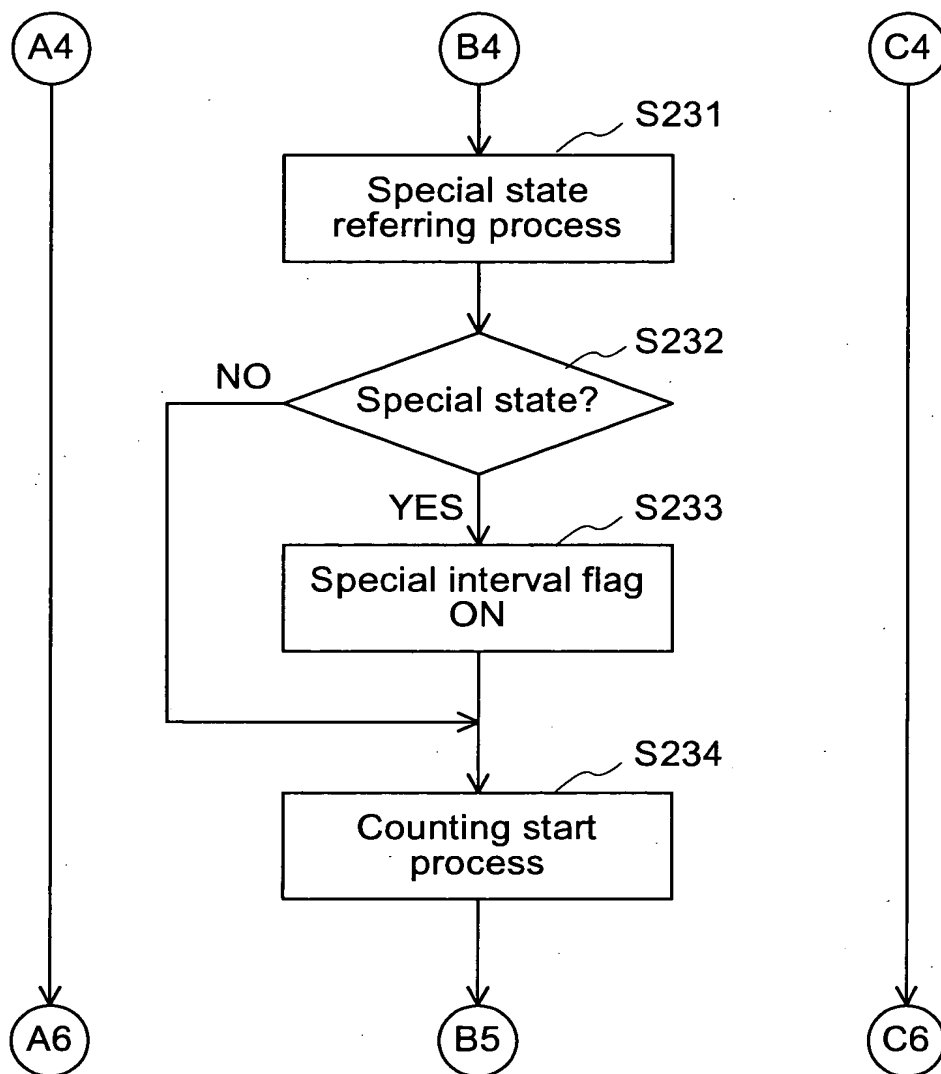 A4
B4
C4
S231
Special state
referring process
S232
NO
Special state?
YES
S233
Special interval flag
ON
S234
Counting start
process
A6
B5
C6